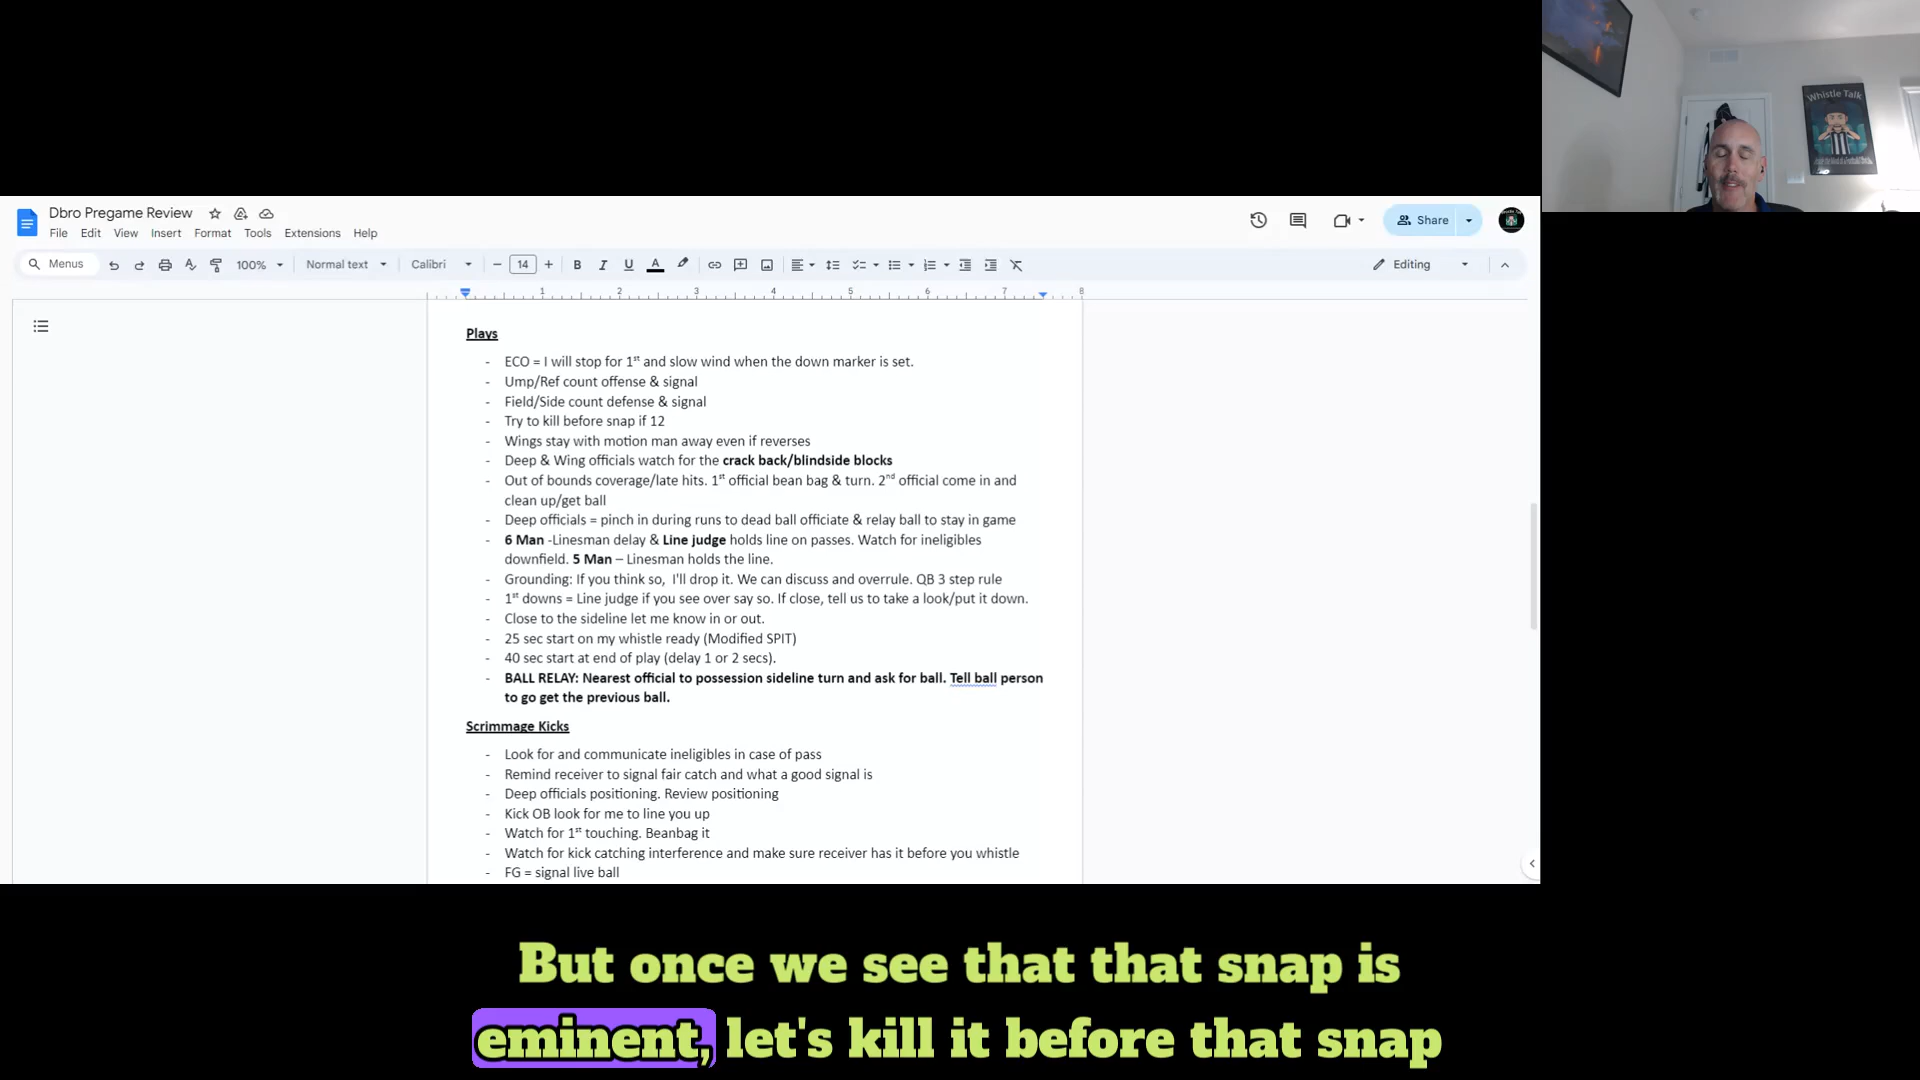 Whistle Talk
Dbro Pregame Review
File Edit View Insert Format Tools Extensions Help
Share
Menus 100% Normal text Calibri 14 B I U A Editing
1 2 3 4 5 6 7 8
Plays
- ECO = I will stop for 1st and slow wind when the down marker is set.
- Ump/Ref count offense & signal
- Field/Side count defense & signal
- Try to kill before snap if 12
- Wings stay with motion man away even if reverses
- Deep & Wing officials watch for the crack back/blindside blocks
- Out of bounds coverage/late hits. 1st official bean bag & turn. 2nd official come in and
clean up/get ball
- Deep officials = pinch in during runs to dead ball officiate & relay ball to stay in game
- 6 Man -Linesman delay & Line judge holds line on passes. Watch for ineligibles
downfield. 5 Man – Linesman holds the line.
- Grounding: If you think so, I'll drop it. We can discuss and overrule. QB 3 step rule
- 1st downs = Line judge if you see over say so. If close, tell us to take a look/put it down.
- Close to the sideline let me know in or out.
- 25 sec start on my whistle ready (Modified SPIT)
- 40 sec start at end of play (delay 1 or 2 secs).
- BALL RELAY: Nearest official to possession sideline turn and ask for ball. Tell ball person
to go get the previous ball.
Scrimmage Kicks
- Look for and communicate ineligibles in case of pass
- Remind receiver to signal fair catch and what a good signal is
- Deep officials positioning. Review positioning
- Kick OB look for me to line you up
- Watch for 1st touching. Beanbag it
- Watch for kick catching interference and make sure receiver has it before you whistle
- FG = signal live ball
But once we see that that snap is
eminent, let's kill it before that snap